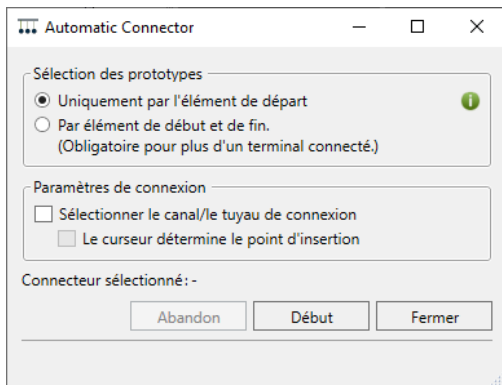 Automatic Connector
Sélection des prototypes
Uniquement par l'élément de départ
Par élément de début et de fin.
(Obligatoire pour plus d'un terminal connecté.)
Paramètres de connexion
Sélectionner le canal/le tuyau de connexion
Le curseur détermine le point d'insertion
Connecteur sélectionné: -
Abandon
Début
Fermer